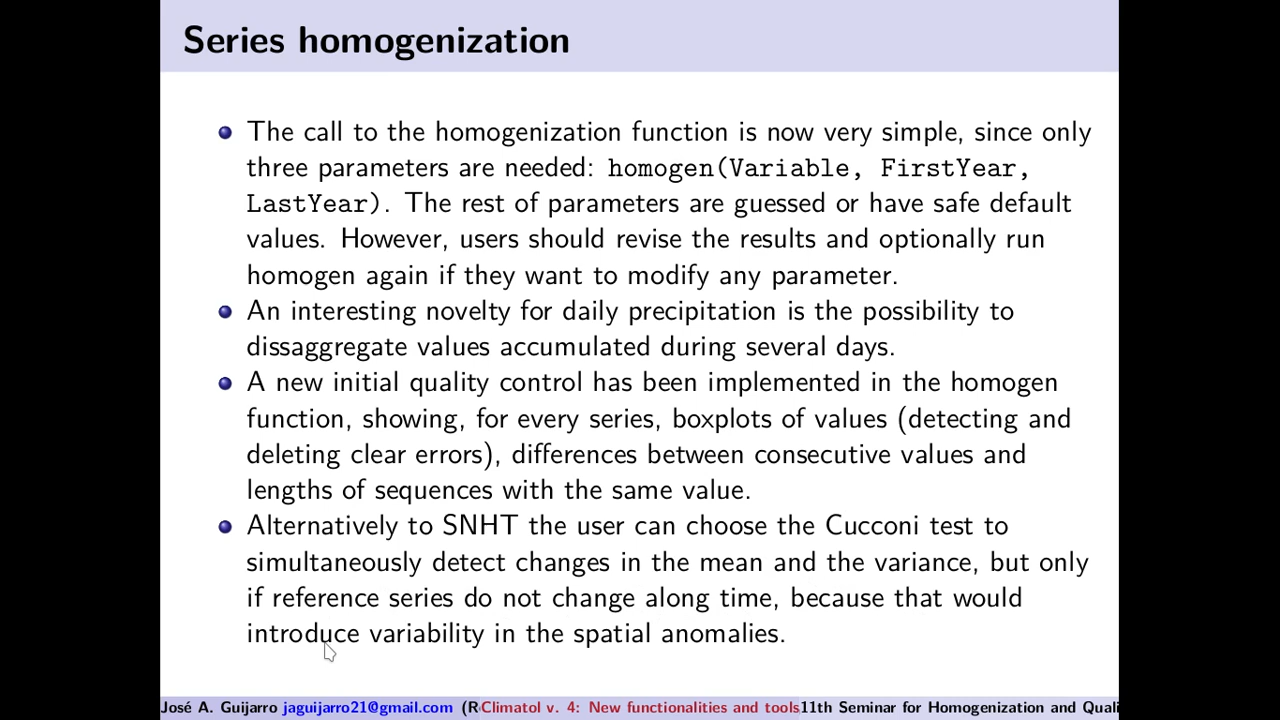 Series homogenization
The call to the homogenization function is now very simple, since only
three parameters are needed: homogen(Variable, FirstYear,
LastYear). The rest of parameters are guessed or have safe default
values. However, users should revise the results and optionally run
homogen again if they want to modify any parameter.
An interesting novelty for daily precipitation is the possibility to
dissaggregate values accumulated during several days.
A new initial quality control has been implemented in the homogen
function, showing, for every series, boxplots of values (detecting and
deleting clear errors), differences between consecutive values and
lengths of sequences with the same value.
Alternatively to SNHT the user can choose the Cucconi test to
simultaneously detect changes in the mean and the variance, but only
if reference series do not change along time, because that would
introduce variability in the spatial anomalies.
José A. Guijarro jaguijarro21@gmail.com (R Climatol v. 4: New functionalities and tools 11th Seminar for Homogenization and Quali